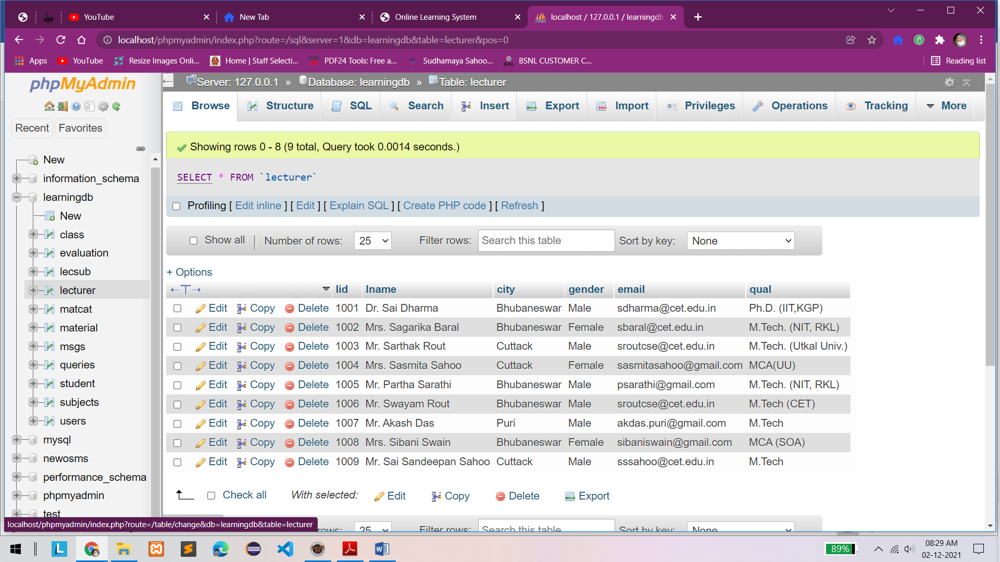 YouTube
New Tab
Online Learning System
localhost / 127.0.0.1 / learningdb
localhost/phpmyadmin/index.php?route=/sql&server=1&db=learningdb&table=lecturer&pos=0
Apps
YouTube
Resize Images Onli...
Home | Staff Selecti...
PDF24 Tools: Free a...
Sudhamaya Sahoo...
BSNL CUSTOMER C...
Reading list
phpMyAdmin
Recent
Favorites
New
information_schema
learningdb
New
class
evaluation
lecsub
lecturer
matcat
material
msgs
queries
student
subjects
users
mysql
newosms
performance_schema
phpmyadmin
test
Server: 127.0.0.1 » Database: learningdb » Table: lecturer
Browse
Structure
SQL
Search
Insert
Export
Import
Privileges
Operations
Tracking
More
Showing rows 0 - 8 (9 total, Query took 0.0014 seconds.)
SELECT * FROM `lecturer`
Profiling [ Edit inline ] [ Edit ] [ Explain SQL ] [ Create PHP code ] [ Refresh ]
Show all
Number of rows: 25
Filter rows: Search this table
Sort by key: None
+ Options
←T→ lid lname city gender email qual
Edit Copy Delete 1001 Dr. Sai Dharma Bhubaneswar Male sdharma@cet.edu.in Ph.D. (IIT,KGP)
Edit Copy Delete 1002 Mrs. Sagarika Baral Bhubaneswar Female sbaral@cet.edu.in M.Tech. (NIT, RKL)
Edit Copy Delete 1003 Mr. Sarthak Rout Cuttack Male sroutcse@cet.edu.in M.Tech. (Utkal Univ.)
Edit Copy Delete 1004 Mrs. Sasmita Sahoo Cuttack Female sasmitasahoo@gmail.com MCA(UU)
Edit Copy Delete 1005 Mr. Partha Sarathi Bhubaneswar Male psarathi@gmail.com M.Tech. (NIT, RKL)
Edit Copy Delete 1006 Mr. Swayam Rout Bhubaneswar Male sroutcse@cet.edu.in M.Tech (CET)
Edit Copy Delete 1007 Mr. Akash Das Puri Male akdas.puri@gmail.com M.Tech
Edit Copy Delete 1008 Mrs. Sibani Swain Bhubaneswar Female sibaniswain@gmail.com MCA (SOA)
Edit Copy Delete 1009 Mr. Sai Sandeepan Sahoo Cuttack Male sssahoo@cet.edu.in M.Tech
Check all With selected: Edit Copy Delete Export
rows: 25 Filter rows: Search this table Sort by key: None
localhost/phpmyadmin/index.php?route=/table/change&db=learningdb&table=lecturer
89%
08:29 AM
02-12-2021